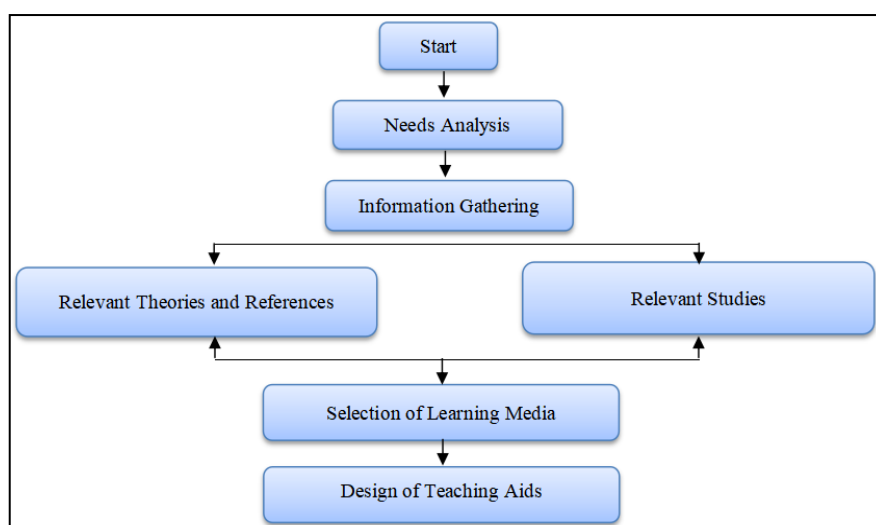 Start
Needs Analysis
Information Gathering
Relevant Theories and References
Relevant Studies
Selection of Learning Media
Design of Teaching Aids